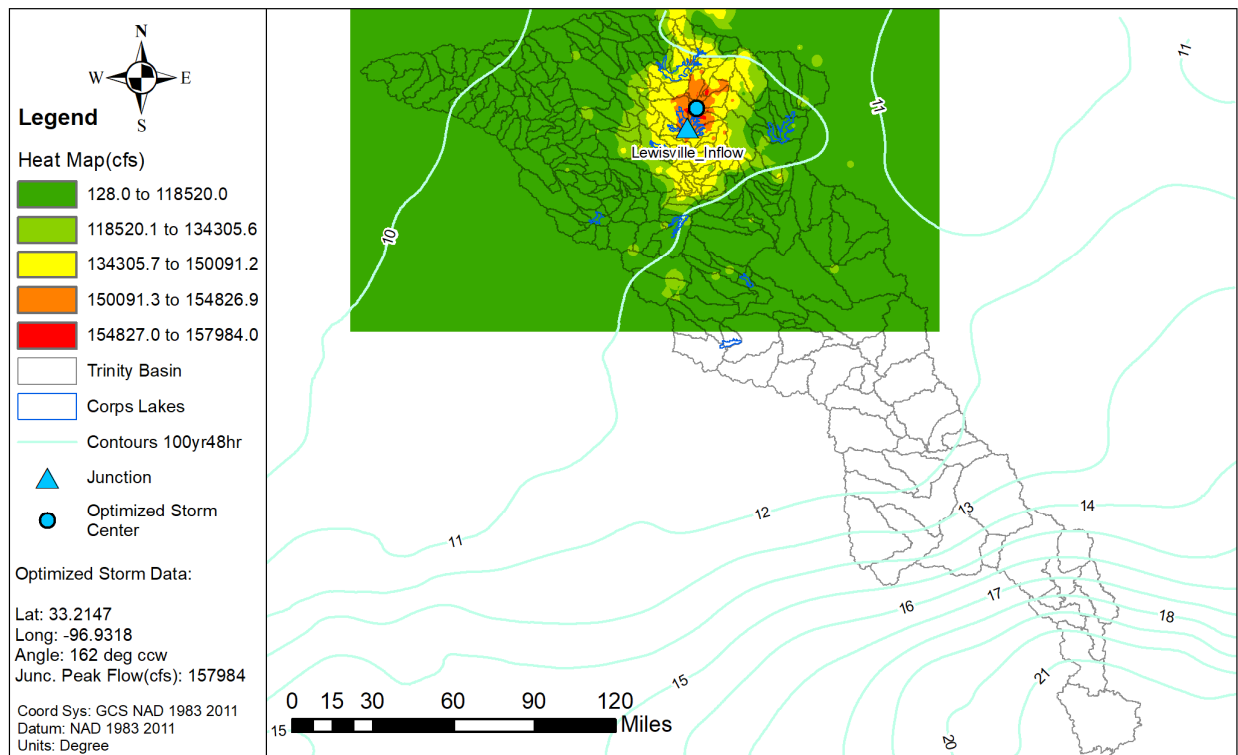 N
W E
S
Legend
Heat Map(cfs)
128.0 to 118520.0
118520.1 to 134305.6
134305.7 to 150091.2
150091.3 to 154826.9
154827.0 to 157984.0
Trinity Basin
Corps Lakes
Contours 100yr48hr
Junction
Optimized Storm
Center
Optimized Storm Data:
Lat: 33.2147
Long: -96.9318
Angle: 162 deg ccw
Junc. Peak Flow(cfs): 157984
Coord Sys: GCS NAD 1983 2011
Datum: NAD 1983 2011
Units: Degree
11
11
Lewisville_Inflow
10
12
13
14
11
16
17
18
15
21
20
15
0 15 30 60 90 120
Miles